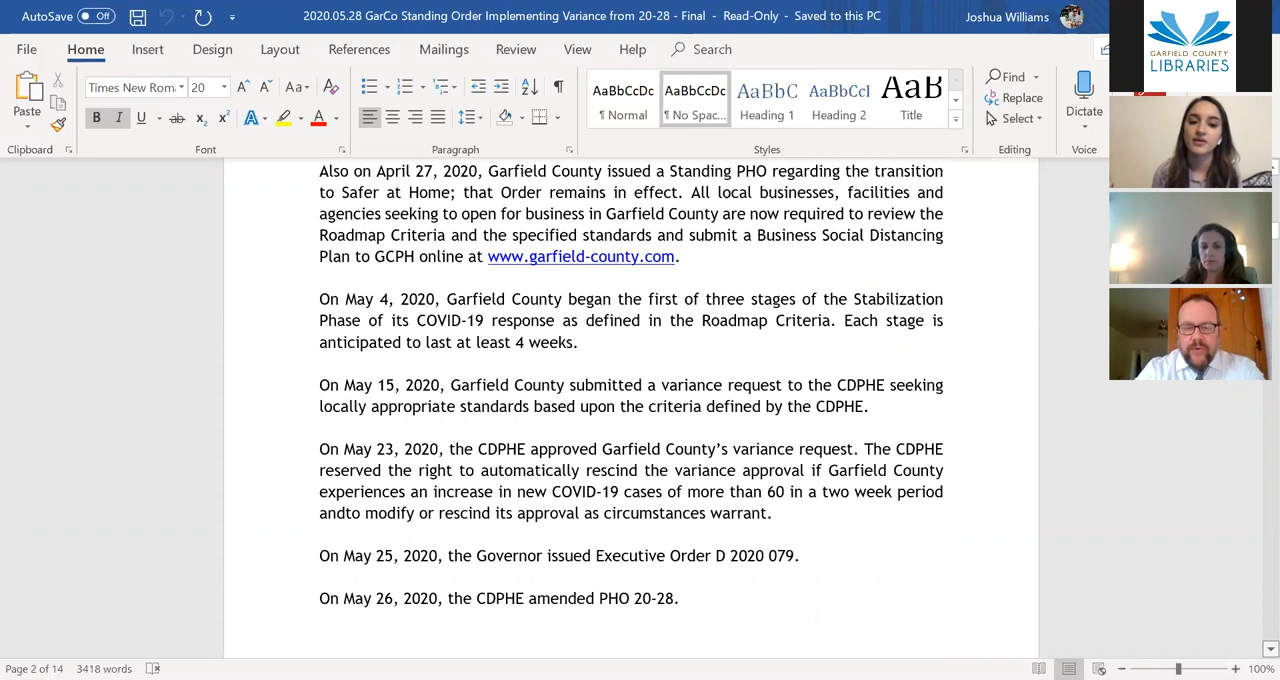 AutoSave Off 2020.05.28 GarCo Standing Order Implementing Variance from 20-28 - Final - Read-Only - Saved to this PC Joshua Williams
File Home Insert Design Layout References Mailings Review View Help Search
Times New Rom 20 Aa
AaBbCcDc AaBbCcDc AaBbC AaBbCcI AaB
Find
Paste
B I U ab x₂ x² A A
¶ Normal ¶ No Spac... Heading 1 Heading 2 Title
Replace
Select
Dictate
Clipboard Font Paragraph Styles Editing Voice
GARFIELD COUNTY
LIBRARIES
Also on April 27, 2020, Garfield County issued a Standing PHO regarding the transition
to Safer at Home; that Order remains in effect. All local businesses, facilities and
agencies seeking to open for business in Garfield County are now required to review the
Roadmap Criteria and the specified standards and submit a Business Social Distancing
Plan to GCPH online at www.garfield-county.com.
On May 4, 2020, Garfield County began the first of three stages of the Stabilization
Phase of its COVID-19 response as defined in the Roadmap Criteria. Each stage is
anticipated to last at least 4 weeks.
On May 15, 2020, Garfield County submitted a variance request to the CDPHE seeking
locally appropriate standards based upon the criteria defined by the CDPHE.
On May 23, 2020, the CDPHE approved Garfield County’s variance request. The CDPHE
reserved the right to automatically rescind the variance approval if Garfield County
experiences an increase in new COVID-19 cases of more than 60 in a two week period
andto modify or rescind its approval as circumstances warrant.
On May 25, 2020, the Governor issued Executive Order D 2020 079.
On May 26, 2020, the CDPHE amended PHO 20-28.
Page 2 of 14 3418 words 100%